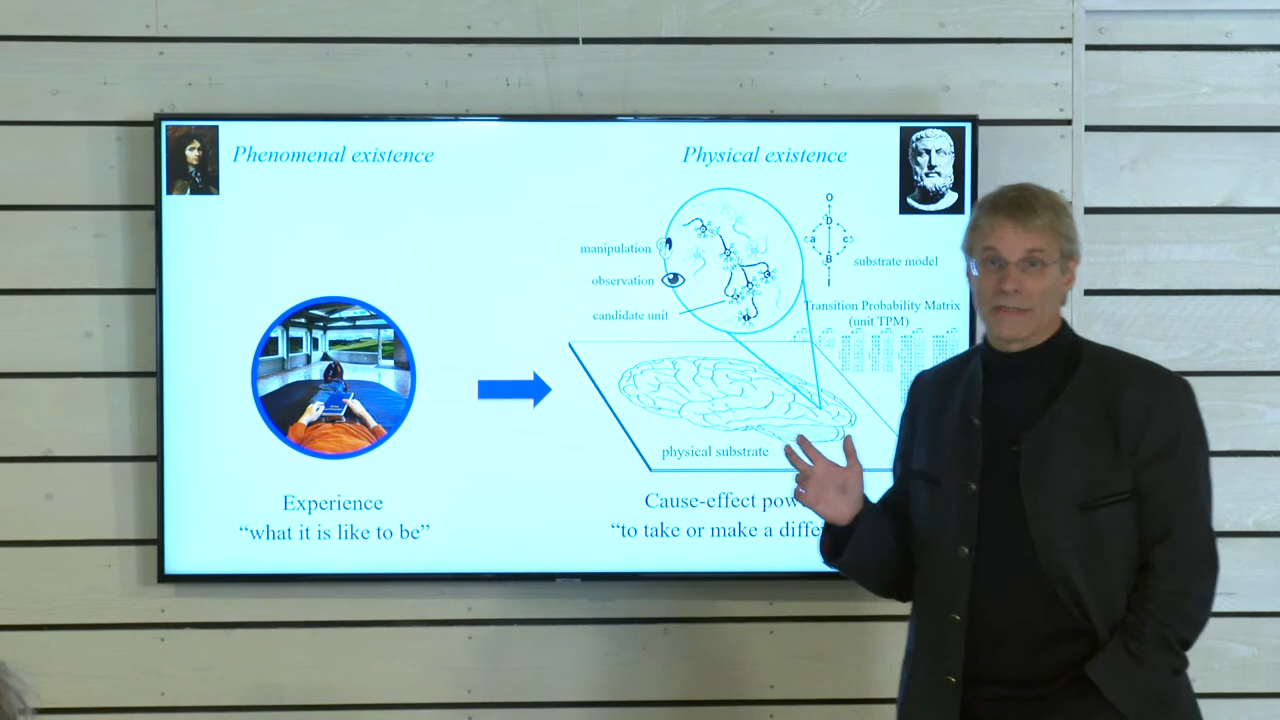 Phenomenal existence
Physical existence
manipulation
observation
candidate unit
O
D
a
c
B
substrate model
Transition Probability Matrix
(unit TPM)
physical substrate
Experience
“what it is like to be”
Cause-effect pow
“to take or make a diffe